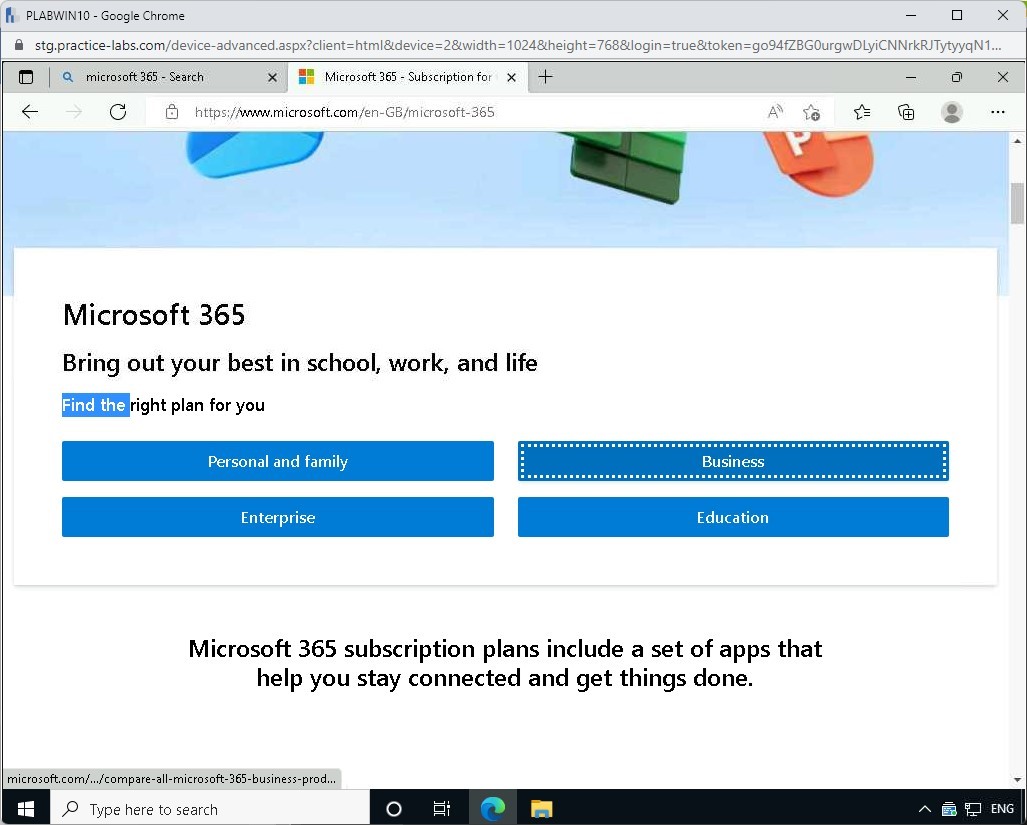 PLABWIN10 - Google Chrome
stg.practice-labs.com/device-advanced.aspx?client=html&device=2&width=1024&height=768&login=true&token=go94fZBG0urgwDLyiCNNrkRJTytyyqN1...
microsoft 365 - Search
Microsoft 365 - Subscription for
https://www.microsoft.com/en-GB/microsoft-365
P
Microsoft 365
Bring out your best in school, work, and life
Find the right plan for you
Personal and family
Business
Enterprise
Education
Microsoft 365 subscription plans include a set of apps that
help you stay connected and get things done.
microsoft.com/.../compare-all-microsoft-365-business-prod...
Type here to search
ENG